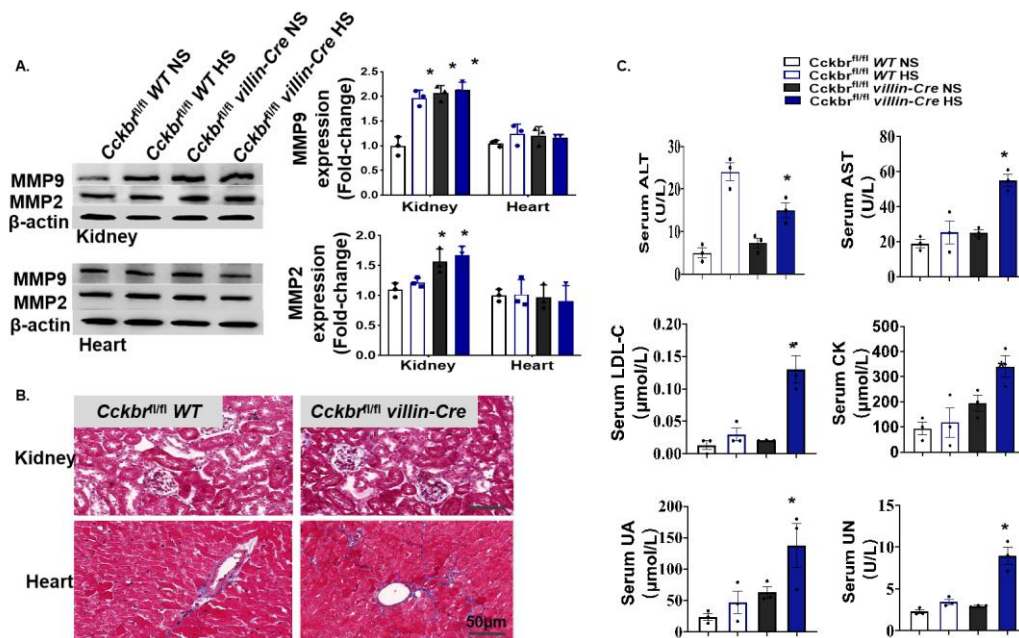 A.
Cckbrfl/fl WT NS
Cckbrfl/fl WT HS
Cckbrfl/fl villin-Cre NS
Cckbrfl/fl villin-Cre HS
MMP9
MMP2
β-actin
Kidney
MMP9
MMP2
β-actin
Heart
MMP9
expression
(Fold-change)
2.5
2.0
1.5
1.0
0.5
0.0
* * *
Kidney Heart
MMP2
expression
(Fold-change)
2.0
1.5
1.0
0.5
0.0
* *
Kidney Heart
B.
Cckbrfl/fl WT
Cckbrfl/fl villin-Cre
Kidney
Heart
50μm
C.
Cckbrfl/fl WT NS
Cckbrfl/fl WT HS
Cckbrfl/fl villin-Cre NS
Cckbrfl/fl villin-Cre HS
Serum ALT
(U/L)
30
20
10
0
*
Serum AST
(U/L)
80
60
40
20
0
*
Serum LDL-C
(μmol/L)
0.20
0.15
0.10
0.05
0.00
*
Serum CK
(μmol/L)
500
400
300
200
100
0
*
Serum UA
(μmol/L)
200
150
100
50
0
*
Serum UN
(U/L)
15
10
5
0
*